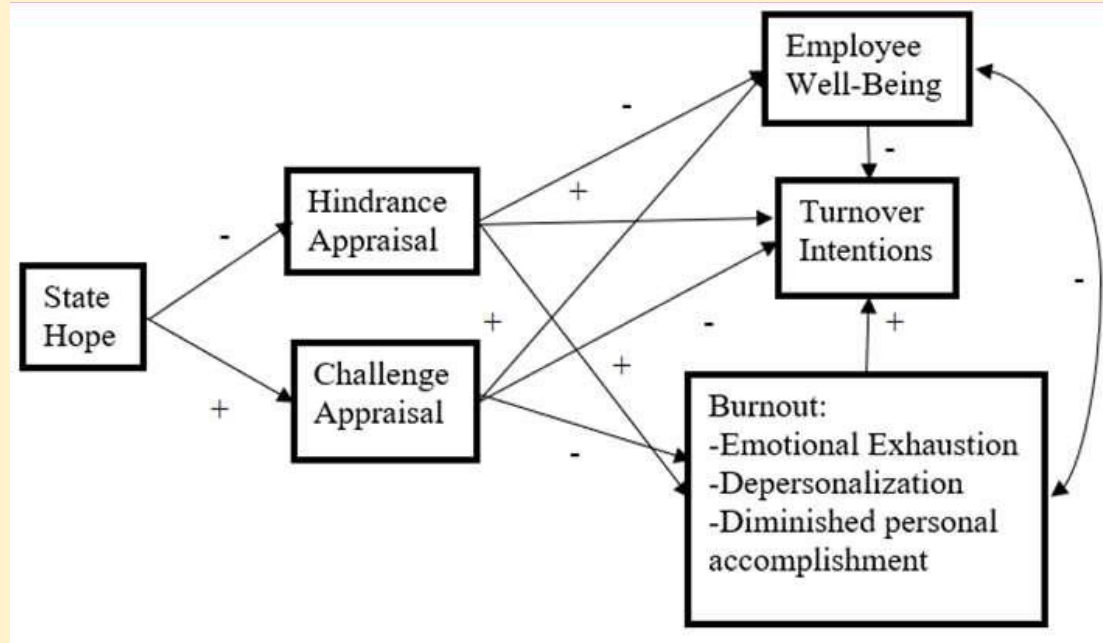 Employee
Well-Being
-
-
+
Hindrance
Appraisal
Turnover
Intentions
-
State
Hope
-
+
-
+
+
Challenge
Appraisal
+
-
Burnout:
-Emotional Exhaustion
-Depersonalization
-Diminished personal
accomplishment